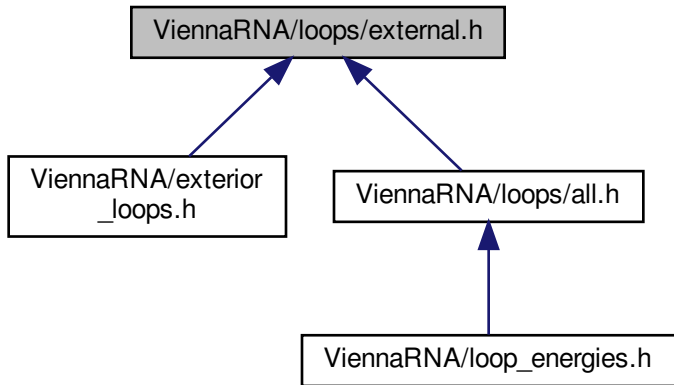 ViennaRNA/loops/external.h
ViennaRNA/exterior
_loops.h
ViennaRNA/loops/all.h
ViennaRNA/loop_energies.h